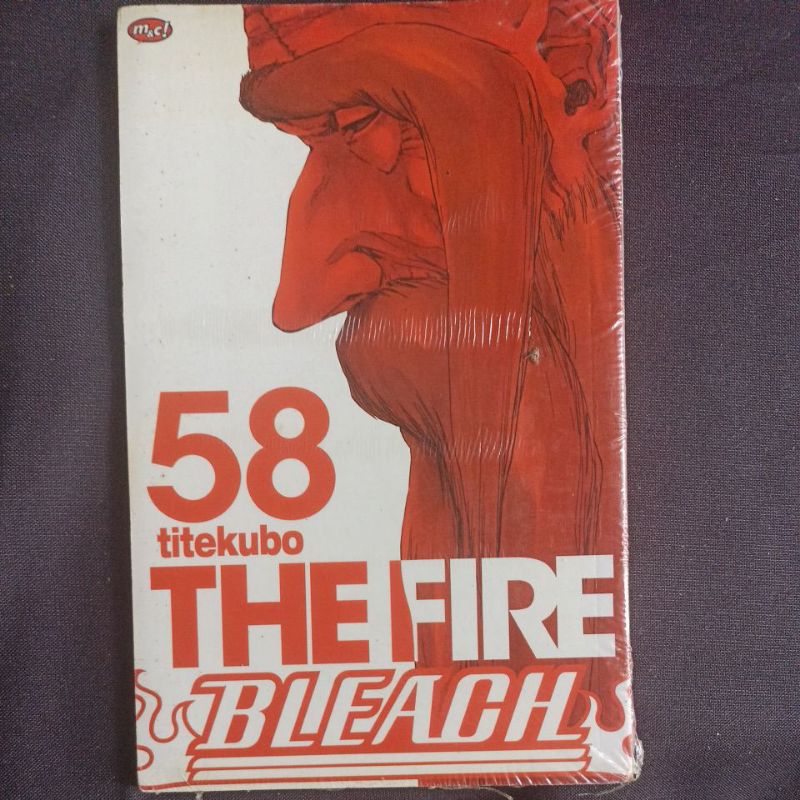 m&c!
58
titekubo
THE FIRE
BLEACH